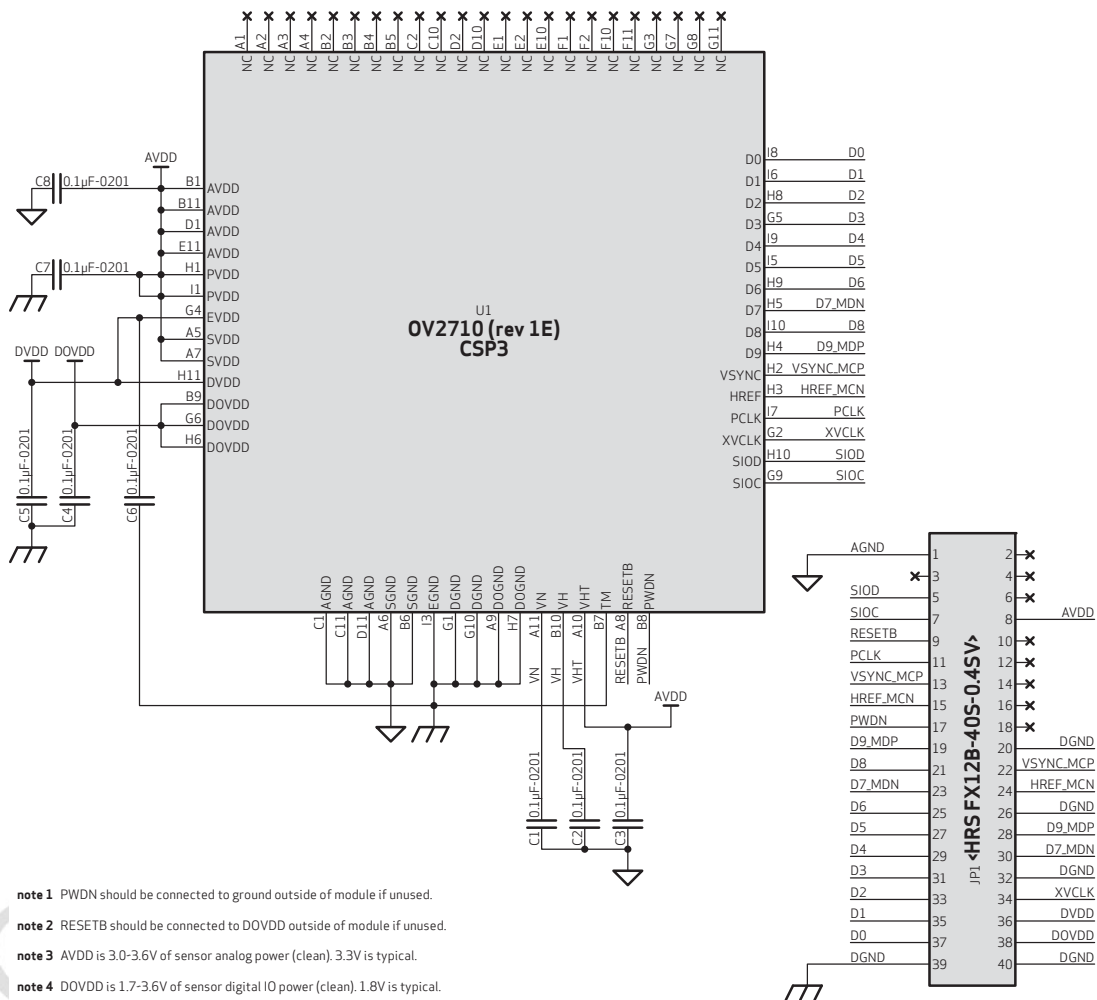 A1 A2 A3 A4 B2 B3 B4 B5 C2 C10 D2 D10 E1 E2 E10 F1 F2 F10 F11 G3 G7 G8 G11
NC NC NC NC NC NC NC NC NC NC NC NC NC NC NC NC NC NC NC NC NC NC NC
AVDD
C8 0.1µF-0201
B1 AVDD
B11 AVDD
D1 AVDD
E11 AVDD
C7 0.1µF-0201
H1 PVDD
I1 PVDD
G4 EVDD
A5 SVDD
A7 SVDD
DVDD DOVDD
H11 DVDD
B9 DOVDD
G6 DOVDD
H6 DOVDD
C5 0.1µF-0201
C4 0.1µF-0201
C6 0.1µF-0201
U1
OV2710 (rev 1E)
CSP3
D0 I8 D0
D1 I6 D1
D2 H8 D2
D3 G5 D3
D4 I9 D4
D5 I5 D5
D6 H9 D6
D7 H5 D7_MDN
D8 I10 D8
D9 H4 D9_MDP
VSYNC H2 VSYNC_MCP
HREF H3 HREF_MCN
PCLK I7 PCLK
XVCLK G2 XVCLK
SIOD H10 SIOD
SIOC G9 SIOC
AGND AGND AGND SGND SGND EGND DGND DGND DOGND DOGND VN VH VHT TM RESETB PWDN
C1 C11 D11 A6 B6 I3 G1 G10 A9 H7 A11 B10 A10 B7 A8 B8
VN VH VHT RESETB PWDN
AVDD
C1 0.1µF-0201
C2 0.1µF-0201
C3 0.1µF-0201
AGND 1 2
3 4
SIOD 5 6
SIOC 7 8 AVDD
RESETB 9 10
PCLK 11 12
VSYNC_MCP 13 14
HREF_MCN 15 16
PWDN 17 18
D9_MDP 19 20 DGND
D8 21 22 VSYNC_MCP
D7_MDN 23 24 HREF_MCN
D6 25 26 DGND
D5 27 28 D9_MDP
D4 29 30 D7_MDN
D3 31 32 DGND
D2 33 34 XVCLK
D1 35 36 DVDD
D0 37 38 DOVDD
DGND 39 40 DGND
JP1 <HRS FX12B-40S-0.4SV>
note 1 PWDN should be connected to ground outside of module if unused.
note 2 RESETB should be connected to DOVDD outside of module if unused.
note 3 AVDD is 3.0-3.6V of sensor analog power (clean). 3.3V is typical.
note 4 DOVDD is 1.7-3.6V of sensor digital IO power (clean). 1.8V is typical.